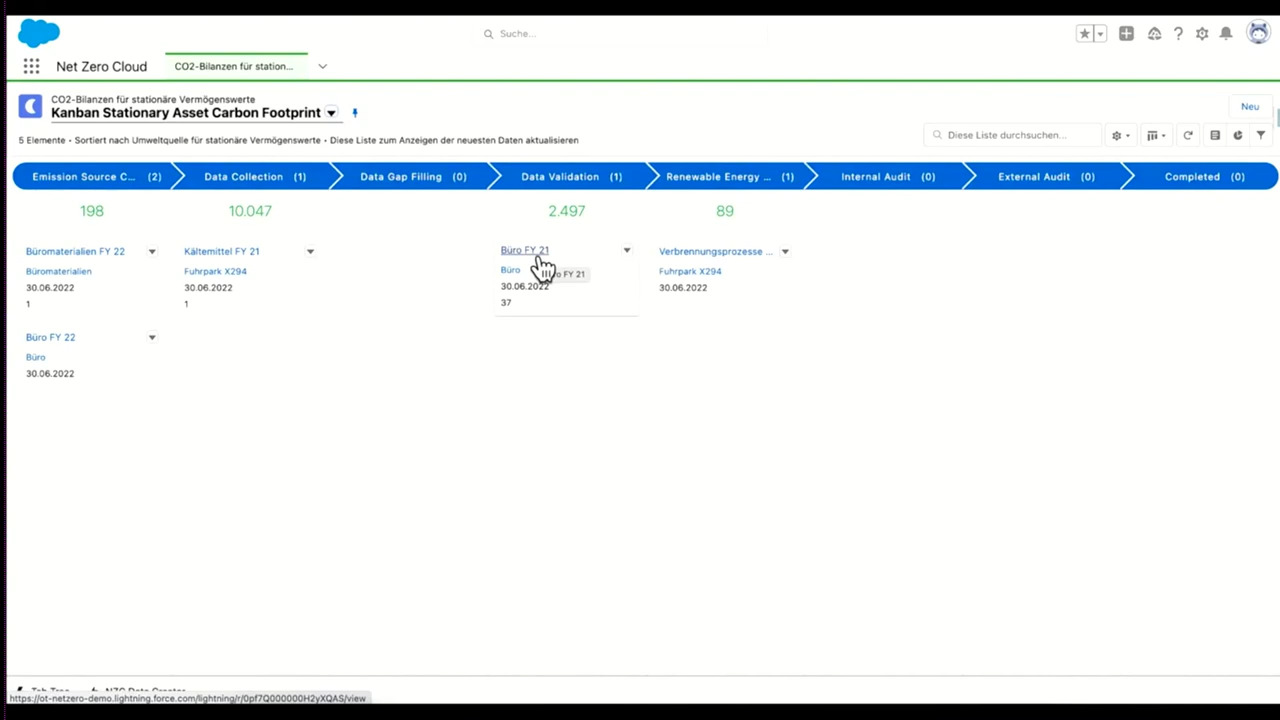 Suche...
Net Zero Cloud
CO2-Bilanzen für station...
CO2-Bilanzen für stationäre Vermögenswerte
Kanban Stationary Asset Carbon Footprint
Neu
5 Elemente • Sortiert nach Umweltquelle für stationäre Vermögenswerte • Diese Liste zum Anzeigen der neuesten Daten aktualisieren
Diese Liste durchsuchen...
Emission Source C... (2)
Data Collection (1)
Data Gap Filling (0)
Data Validation (1)
Renewable Energy ... (1)
Internal Audit (0)
External Audit (0)
Completed (0)
198
10.047
2.497
89
Büromaterialien FY 22
Büromaterialien
30.06.2022
1
Büro FY 22
Büro
30.06.2022
Kältemittel FY 21
Fuhrpark X294
30.06.2022
1
Büro FY 21
Büro
FY 21
30.06.2022
37
Verbrennungsprozesse ...
Fuhrpark X294
30.06.2022
https://ot-netzero-demo.lightning.force.com/lightning/r/0pf7Q000000H2yXQAS/view